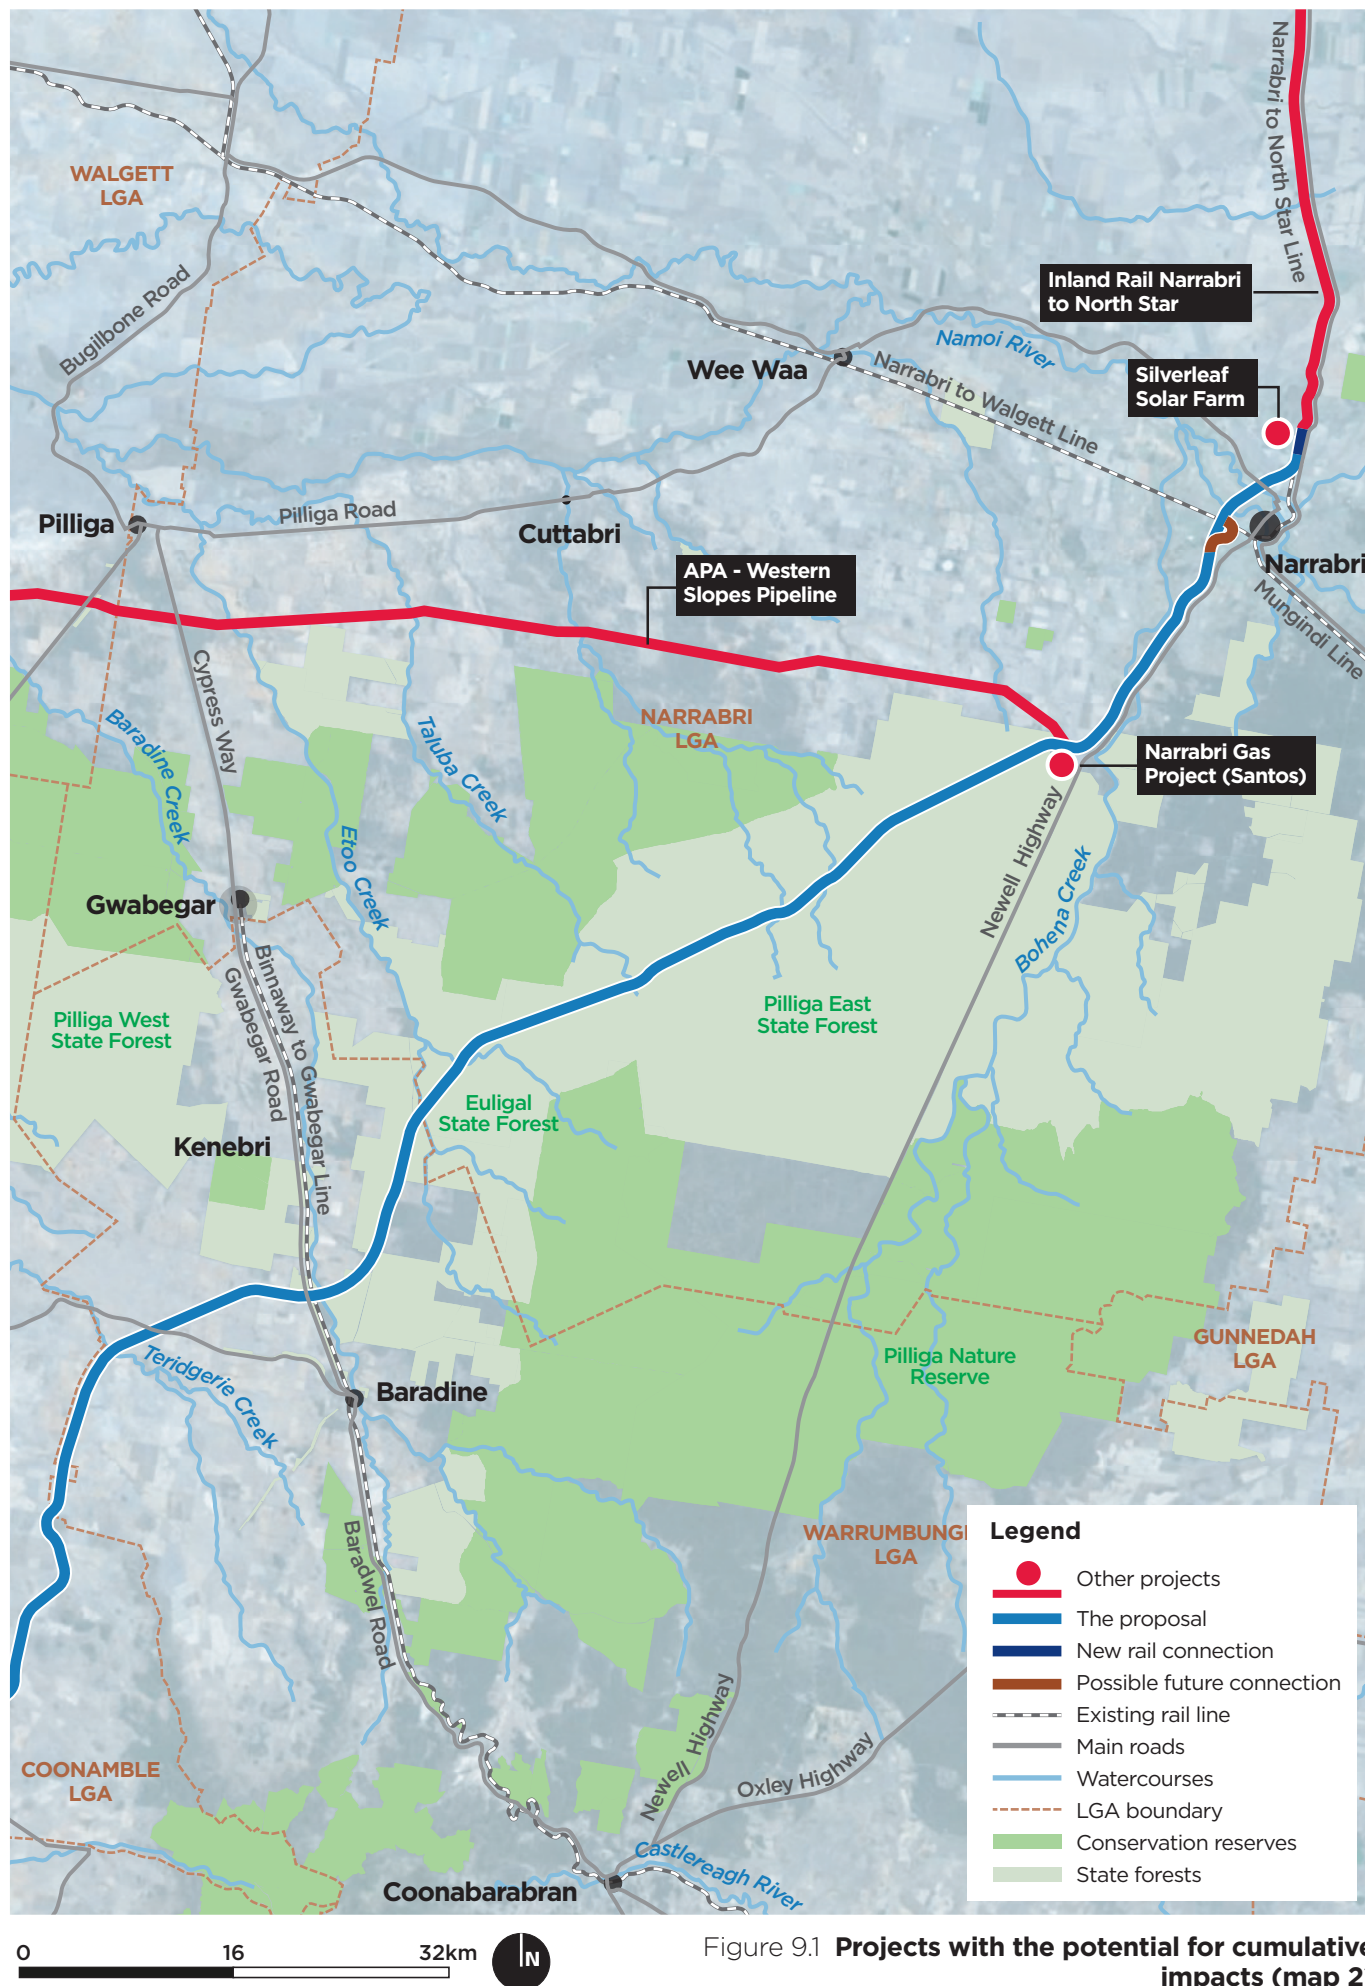 Narrabri to North Star Line
WALGETT
LGA
Bugilbone Road
Inland Rail Narrabri
to North Star
Namoi River
Wee Waa
Narrabri to Walgett Line
Silverleaf
Solar Farm
Pilliga
Pilliga Road
Cuttabri
Narrabri
Mungindi Line
APA - Western
Slopes Pipeline
Cypress Way
Baradine Creek
Taluba Creek
NARRABRI
LGA
Narrabri Gas
Project (Santos)
Etoo Creek
Newell Highway
Bohena Creek
Gwabegar
Binnaway to Gwabegar Line
Gwabegar Road
Pilliga West
State Forest
Pilliga East
State Forest
Euligal
State Forest
Kenebri
GUNNEDAH
LGA
Pilliga Nature
Reserve
Teridgerie Creek
Baradine
Baradwel Road
WARRUMBUNG
LGA
Newell Highway
Oxley Highway
COONAMBLE
LGA
Castlereagh River
Coonabarabran
Legend
Other projects
The proposal
New rail connection
Possible future connection
Existing rail line
Main roads
Watercourses
LGA boundary
Conservation reserves
State forests
0 16 32km
N
Figure 9.1 Projects with the potential for cumulative
impacts (map 2